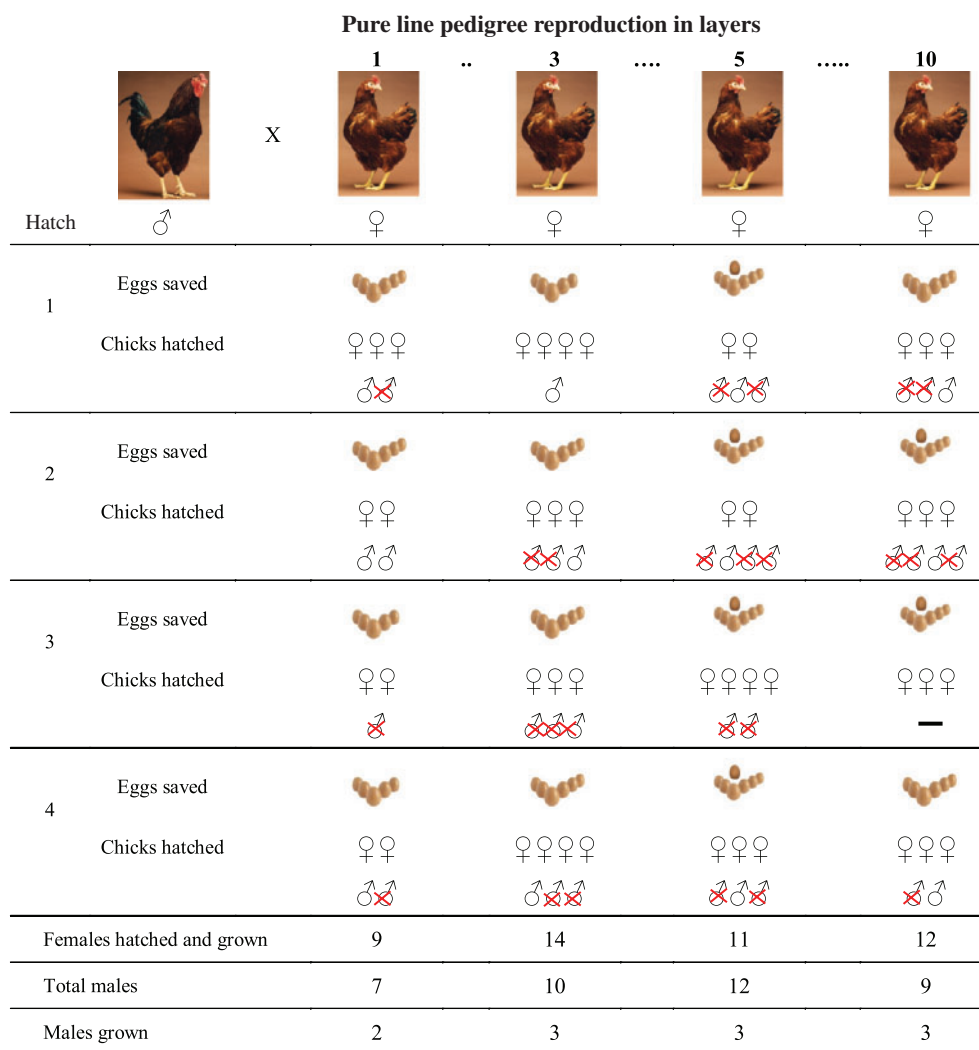 Pure line pedigree reproduction in layers
1 .. 3 .... 5 ..... 10
X
Hatch ♂ ♀ ♀ ♀ ♀
Eggs saved
1
Chicks hatched ♀♀♀ ♀♀♀♀ ♀♀ ♀♀♀
♂♂ ♂ ♂♂♂ ♂♂♂
Eggs saved
2
Chicks hatched ♀♀ ♀♀♀ ♀♀ ♀♀♀
♂♂ ♂♂♂ ♂♂♂♂ ♂♂♂♂
Eggs saved
3
Chicks hatched ♀♀ ♀♀♀ ♀♀♀♀ ♀♀♀
♂ ♂♂♂ ♂♂ —
Eggs saved
4
Chicks hatched ♀♀ ♀♀♀♀ ♀♀♀ ♀♀♀
♂♂ ♂♂♂ ♂♂♂ ♂♂
Females hatched and grown 9 14 11 12
Total males 7 10 12 9
Males grown 2 3 3 3